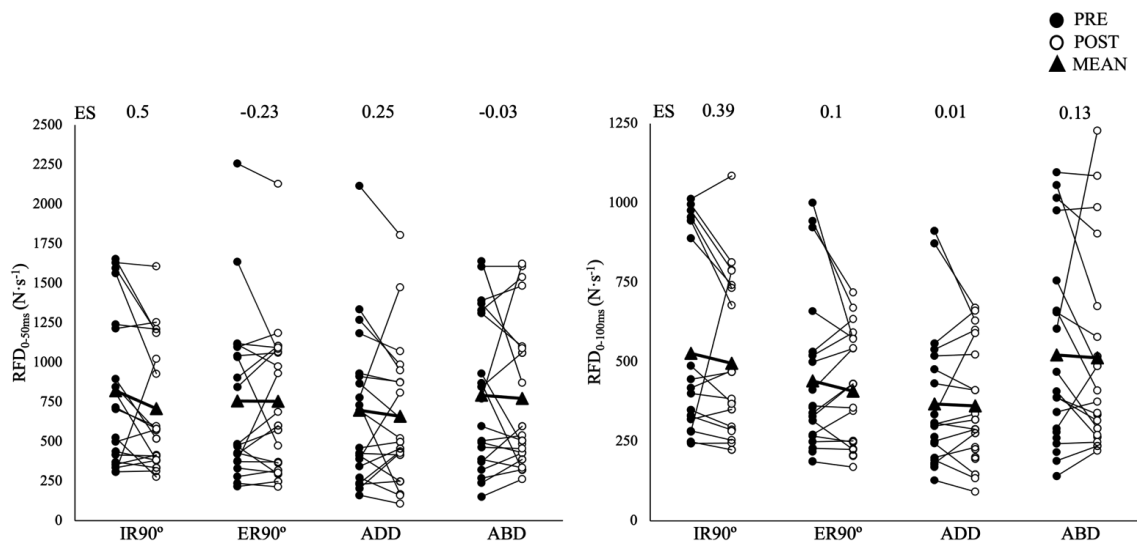 PRE
POST
MEAN
ES 0.5 -0.23 0.25 -0.03
RFD0-50ms (N·s-1)
2500
2250
2000
1750
1500
1250
1000
750
500
250
0
IR90º ER90º ADD ABD
ES 0.39 0.1 0.01 0.13
RFD0-100ms (N·s-1)
1250
1000
750
500
250
0
IR90º ER90º ADD ABD